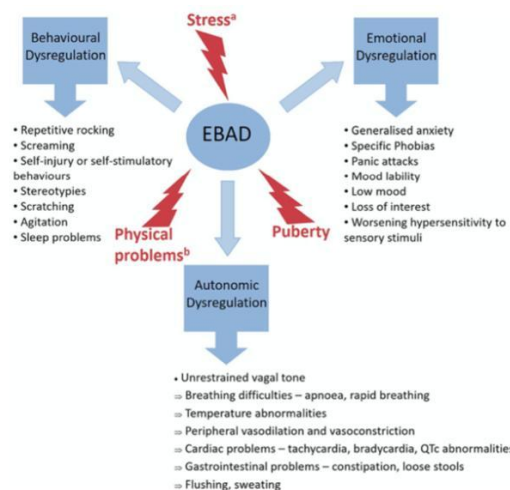 Stressᵃ
Behavioural
Dysregulation
Emotional
Dysregulation
EBAD
• Repetitive rocking
• Screaming
• Self-injury or self-stimulatory
behaviours
• Stereotypies
• Scratching
• Agitation
• Sleep problems
• Generalised anxiety
• Specific Phobias
• Panic attacks
• Mood lability
• Low mood
• Loss of interest
• Worsening hypersensitivity to
sensory stimuli
Physical
problemsᵇ
Puberty
Autonomic
Dysregulation
• Unrestrained vagal tone
⇒ Breathing difficulties – apnoea, rapid breathing
⇒ Temperature abnormalities
⇒ Peripheral vasodilation and vasoconstriction
⇒ Cardiac problems – tachycardia, bradycardia, QTc abnormalities
⇒ Gastrointestinal problems – constipation, loose stools
⇒ Flushing, sweating